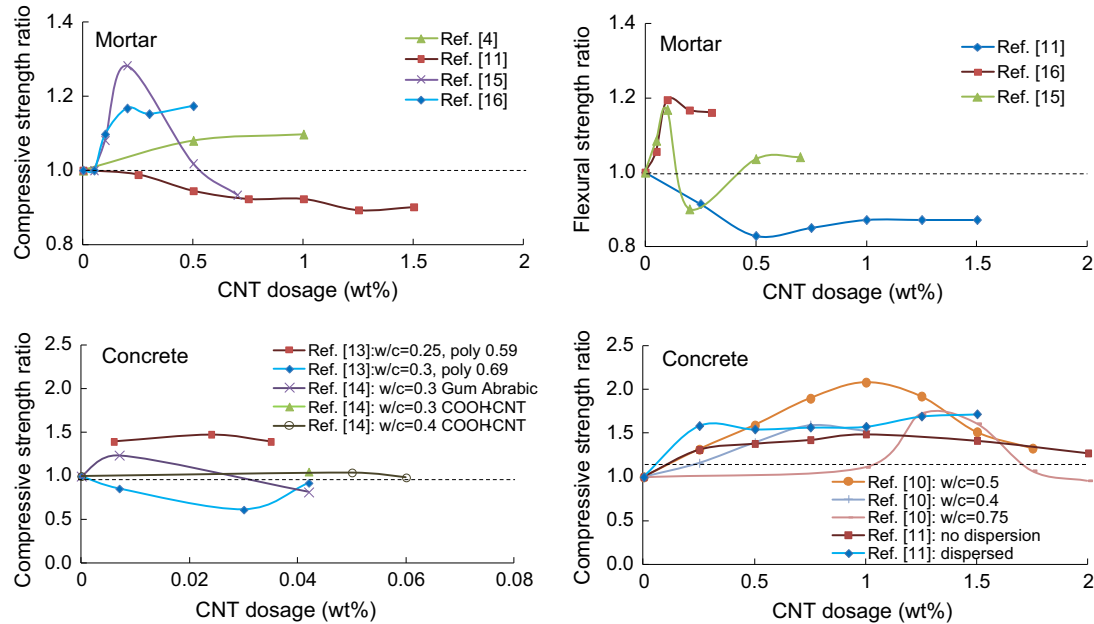 Compressive strength ratio
1.4
1.2
1.0
0.8
Mortar
Ref. [4]
Ref. [11]
Ref. [15]
Ref. [16]
0
0.5
1.0
1.5
2
CNT dosage (wt%)
Flexural strength ratio
1.4
1.2
1.0
0.8
Mortar
Ref. [11]
Ref. [16]
Ref. [15]
0
0.5
1.0
1.5
2
CNT dosage (wt%)
Compressive strength ratio
2.5
2.0
1.5
1.0
0.5
0.0
Concrete
Ref. [13]:w/c=0.25, poly 0.59
Ref. [13]:w/c=0.3, poly 0.69
Ref. [14]: w/c=0.3 Gum Abrabic
Ref. [14]: w/c=0.3 COOH-CNT
Ref. [14]: w/c=0.4 COOH-CNT
0
0.02
0.04
0.06
0.08
CNT dosage (wt%)
Compressive strength ratio
2.5
2.0
1.5
1.0
0.5
0.0
Concrete
Ref. [10]: w/c=0.5
Ref. [10]: w/c=0.4
Ref. [10]: w/c=0.75
Ref. [11]: no dispersion
Ref. [11]: dispersed
0
0.5
1.0
1.5
2
CNT dosage (wt%)